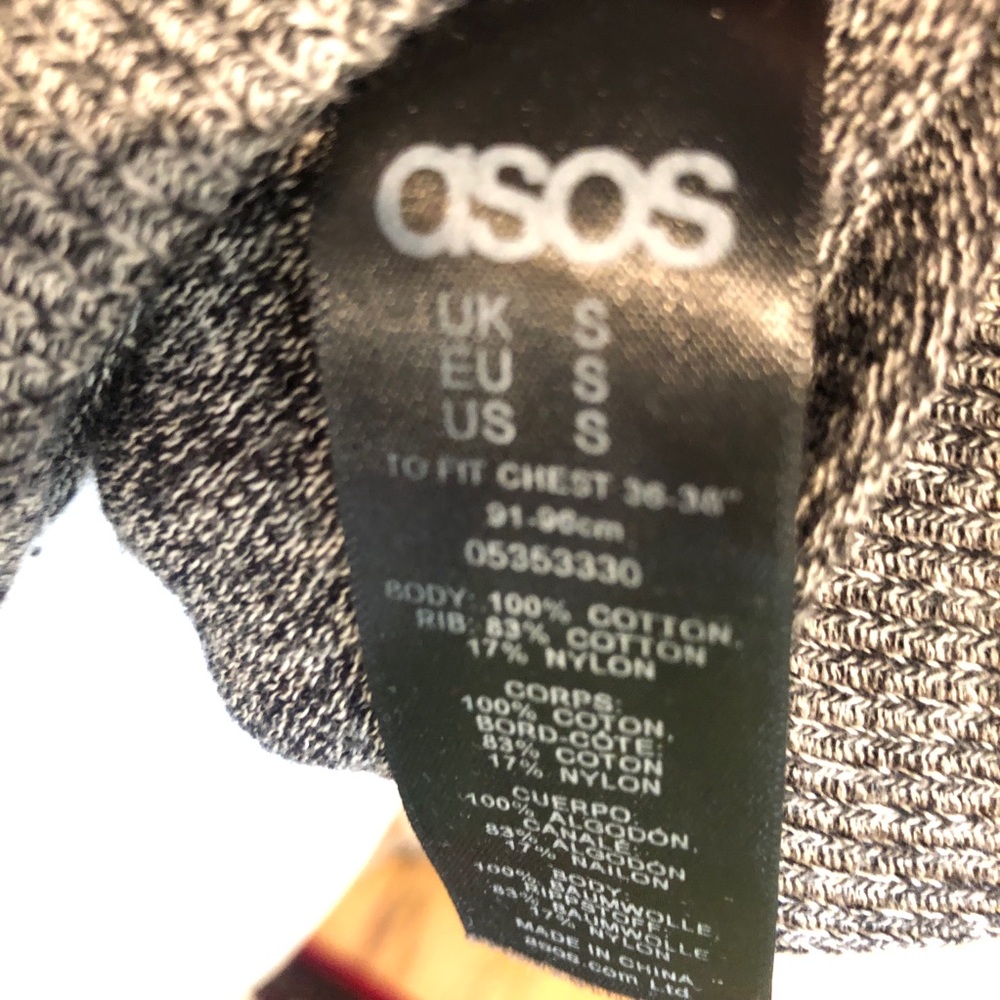 asos
UK S
EU S
US S
TO FIT CHEST 36-38"
91-96cm
05353330
BODY: 100% COTTON,
RIB: 83% COTTON
17% NYLON
CORPS:
100% COTON,
BORD-CÔTE:
83% COTON
17% NYLON
CUERPO:
100% ALGODÓN,
CANALÉ:
83% ALGODÓN
17% NAILON
BODY:
100% BAUMWOLLE,
83% BAUMWOLLE
17% NYLON
MADE IN CHINA
asos.com Ltd